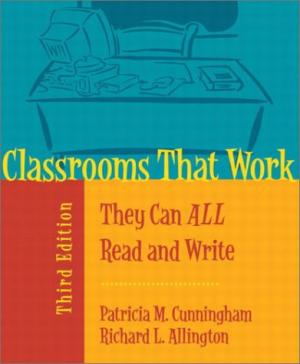 Classrooms That Work
Third Edition
They Can ALL
Read and Write
Patricia M. Cunningham
Richard L. Allington